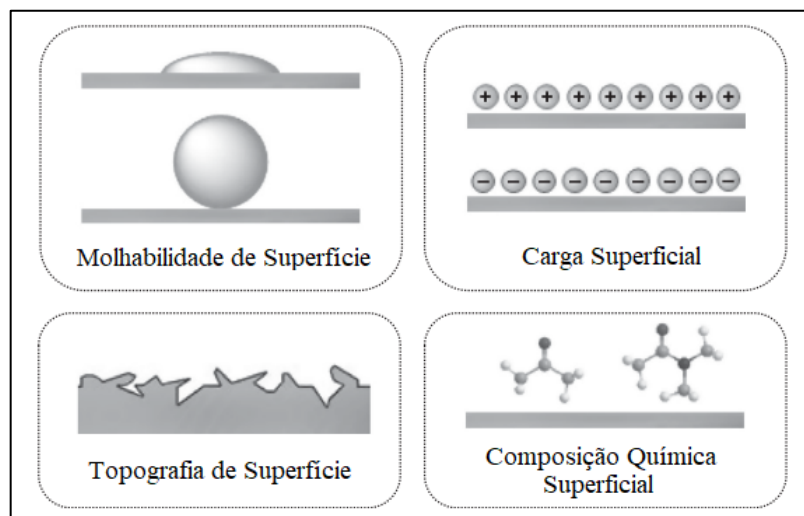 Molhabilidade de Superfície
+ + + + + + + + +
− − − − − − − − −
Carga Superficial
Topografia de Superfície
Composição Química
Superficial